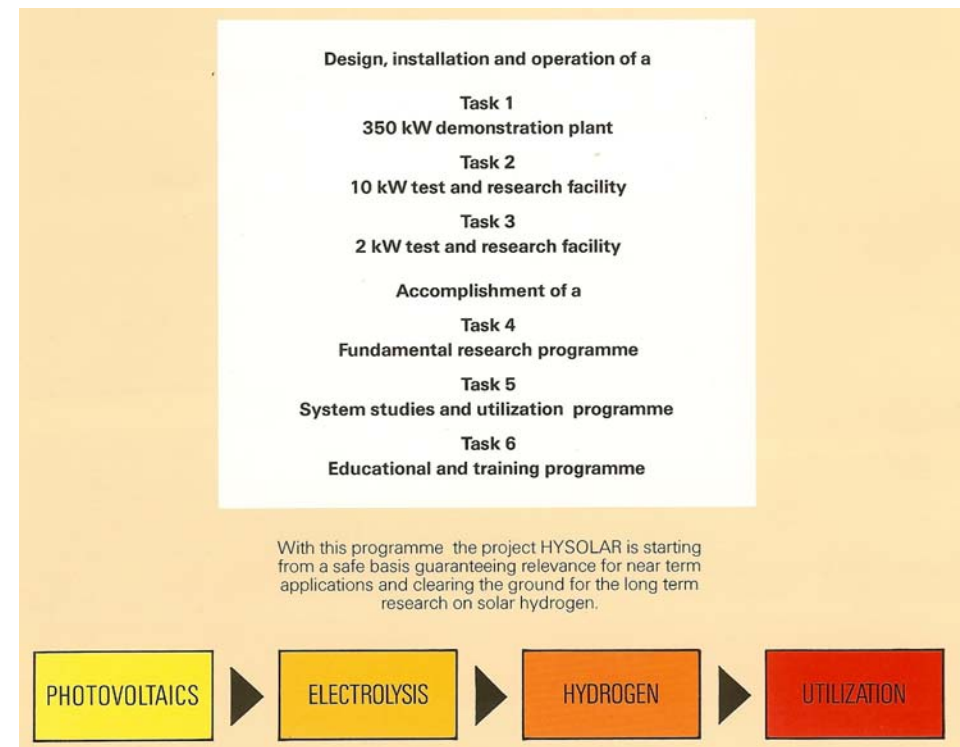 Design, installation and operation of a
Task 1
350 kW demonstration plant
Task 2
10 kW test and research facility
Task 3
2 kW test and research facility
Accomplishment of a
Task 4
Fundamental research programme
Task 5
System studies and utilization programme
Task 6
Educational and training programme
With this programme the project HYSOLAR is starting
from a safe basis guaranteeing relevance for near term
applications and clearing the ground for the long term
research on solar hydrogen.
PHOTOVOLTAICS
ELECTROLYSIS
HYDROGEN
UTILIZATION